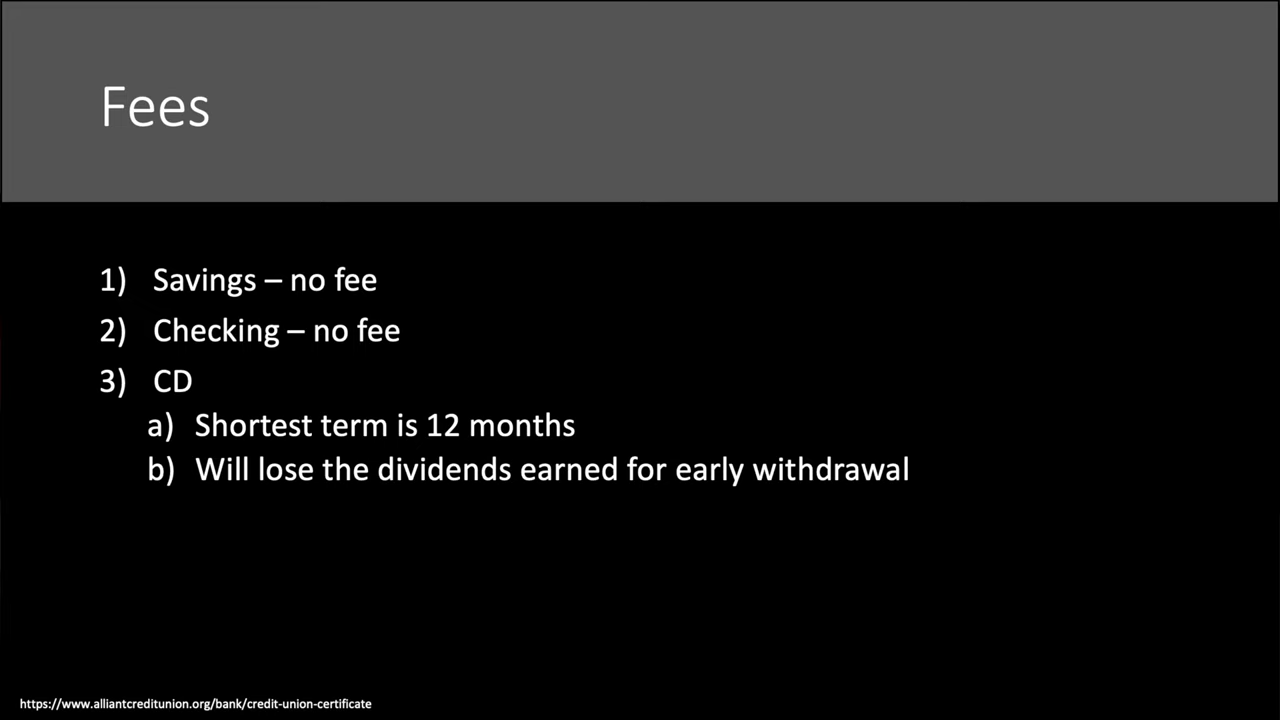 Fees
1) Savings – no fee
2) Checking – no fee
3) CD
a) Shortest term is 12 months
b) Will lose the dividends earned for early withdrawal
https://www.alliantcreditunion.org/bank/credit-union-certificate